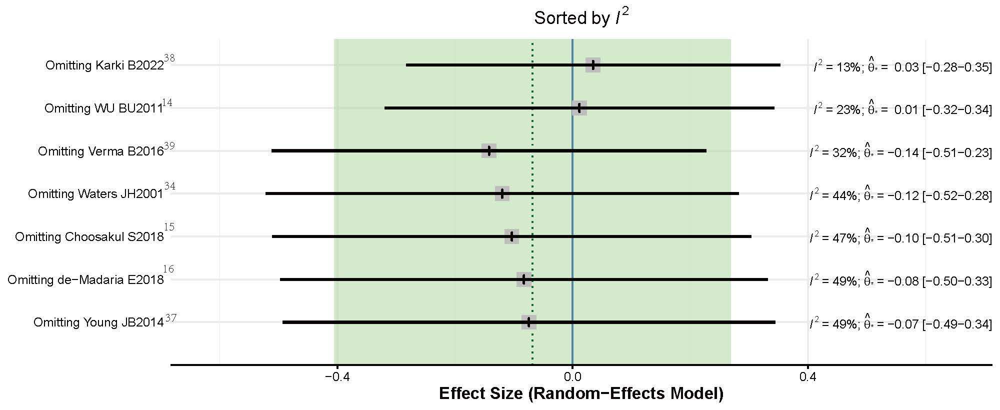 Sorted by I²
Omitting Karki B2022³⁸ I² = 13%; θ̂* = 0.03 [−0.28−0.35]
Omitting WU BU2011¹⁴ I² = 23%; θ̂* = 0.01 [−0.32−0.34]
Omitting Verma B2016³⁹ I² = 32%; θ̂* = −0.14 [−0.51−0.23]
Omitting Waters JH2001³⁴ I² = 44%; θ̂* = −0.12 [−0.52−0.28]
Omitting Choosakul S2018¹⁵ I² = 47%; θ̂* = −0.10 [−0.51−0.30]
Omitting de−Madaria E2018¹⁶ I² = 49%; θ̂* = −0.08 [−0.50−0.33]
Omitting Young JB2014³⁷ I² = 49%; θ̂* = −0.07 [−0.49−0.34]
−0.4 0.0 0.4
Effect Size (Random−Effects Model)